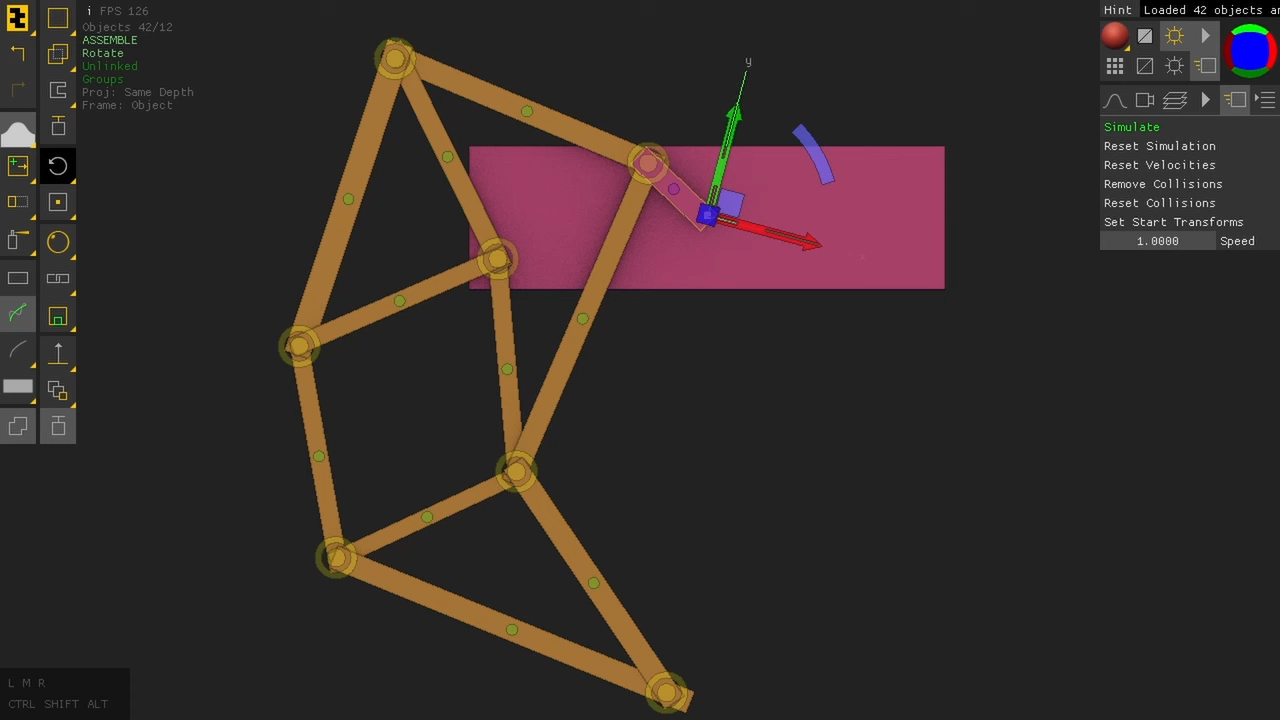 i FPS 126
Objects 42/12
ASSEMBLE
Rotate
Unlinked
Groups
Proj: Same Depth
Frame: Object
y
Hint Loaded 42 objects
Simulate
Reset Simulation
Reset Velocities
Remove Collisions
Reset Collisions
Set Start Transforms
1.0000 Speed
L M R
CTRL SHIFT ALT